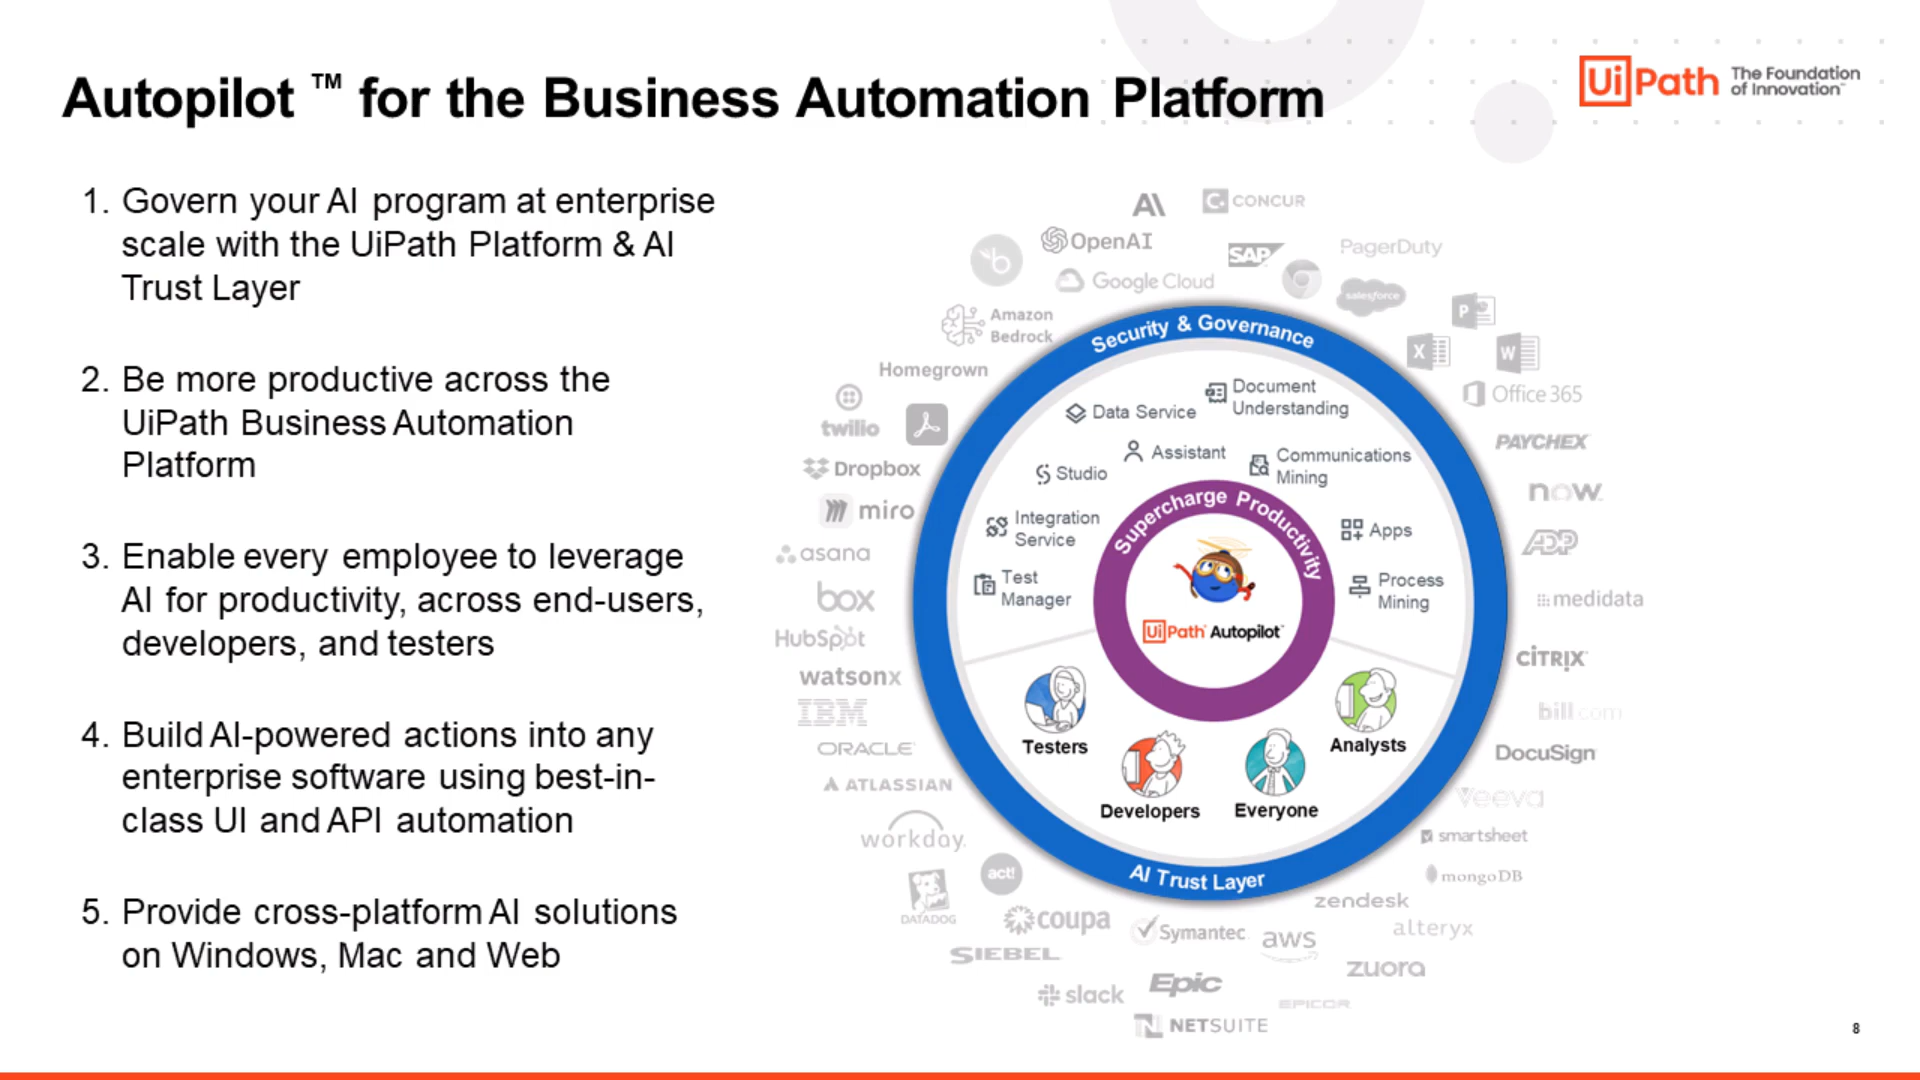 Autopilot ™ for the Business Automation Platform
UiPath The Foundation
of Innovation™
1. Govern your AI program at enterprise
scale with the UiPath Platform & AI
Trust Layer
2. Be more productive across the
UiPath Business Automation
Platform
3. Enable every employee to leverage
AI for productivity, across end-users,
developers, and testers
4. Build AI-powered actions into any
enterprise software using best-in-
class UI and API automation
5. Provide cross-platform AI solutions
on Windows, Mac and Web
A\
CONCUR
OpenAI
SAP
PagerDuty
b
Google Cloud
salesforce
Amazon
Bedrock
P
Homegrown
X
W
twilio
Office 365
Dropbox
PAYCHEX
miro
now
asana
ADP
box
medidata
HubSpot
CITRIX
watsonx
IBM
bill.com
ORACLE
DocuSign
ATLASSIAN
Veeva
workday.
smartsheet
act!
mongoDB
DATADOG
zendesk
coupa
Symantec.
aws
alteryx
SIEBEL
zuora
slack
Epic
EPICOR
NETSUITE
Security & Governance
Document
Understanding
Data Service
Assistant
Communications
Mining
Studio
Integration
Service
Apps
Test
Manager
Process
Mining
Supercharge Productivity
UiPath Autopilot™
Testers
Analysts
Developers
Everyone
AI Trust Layer
8